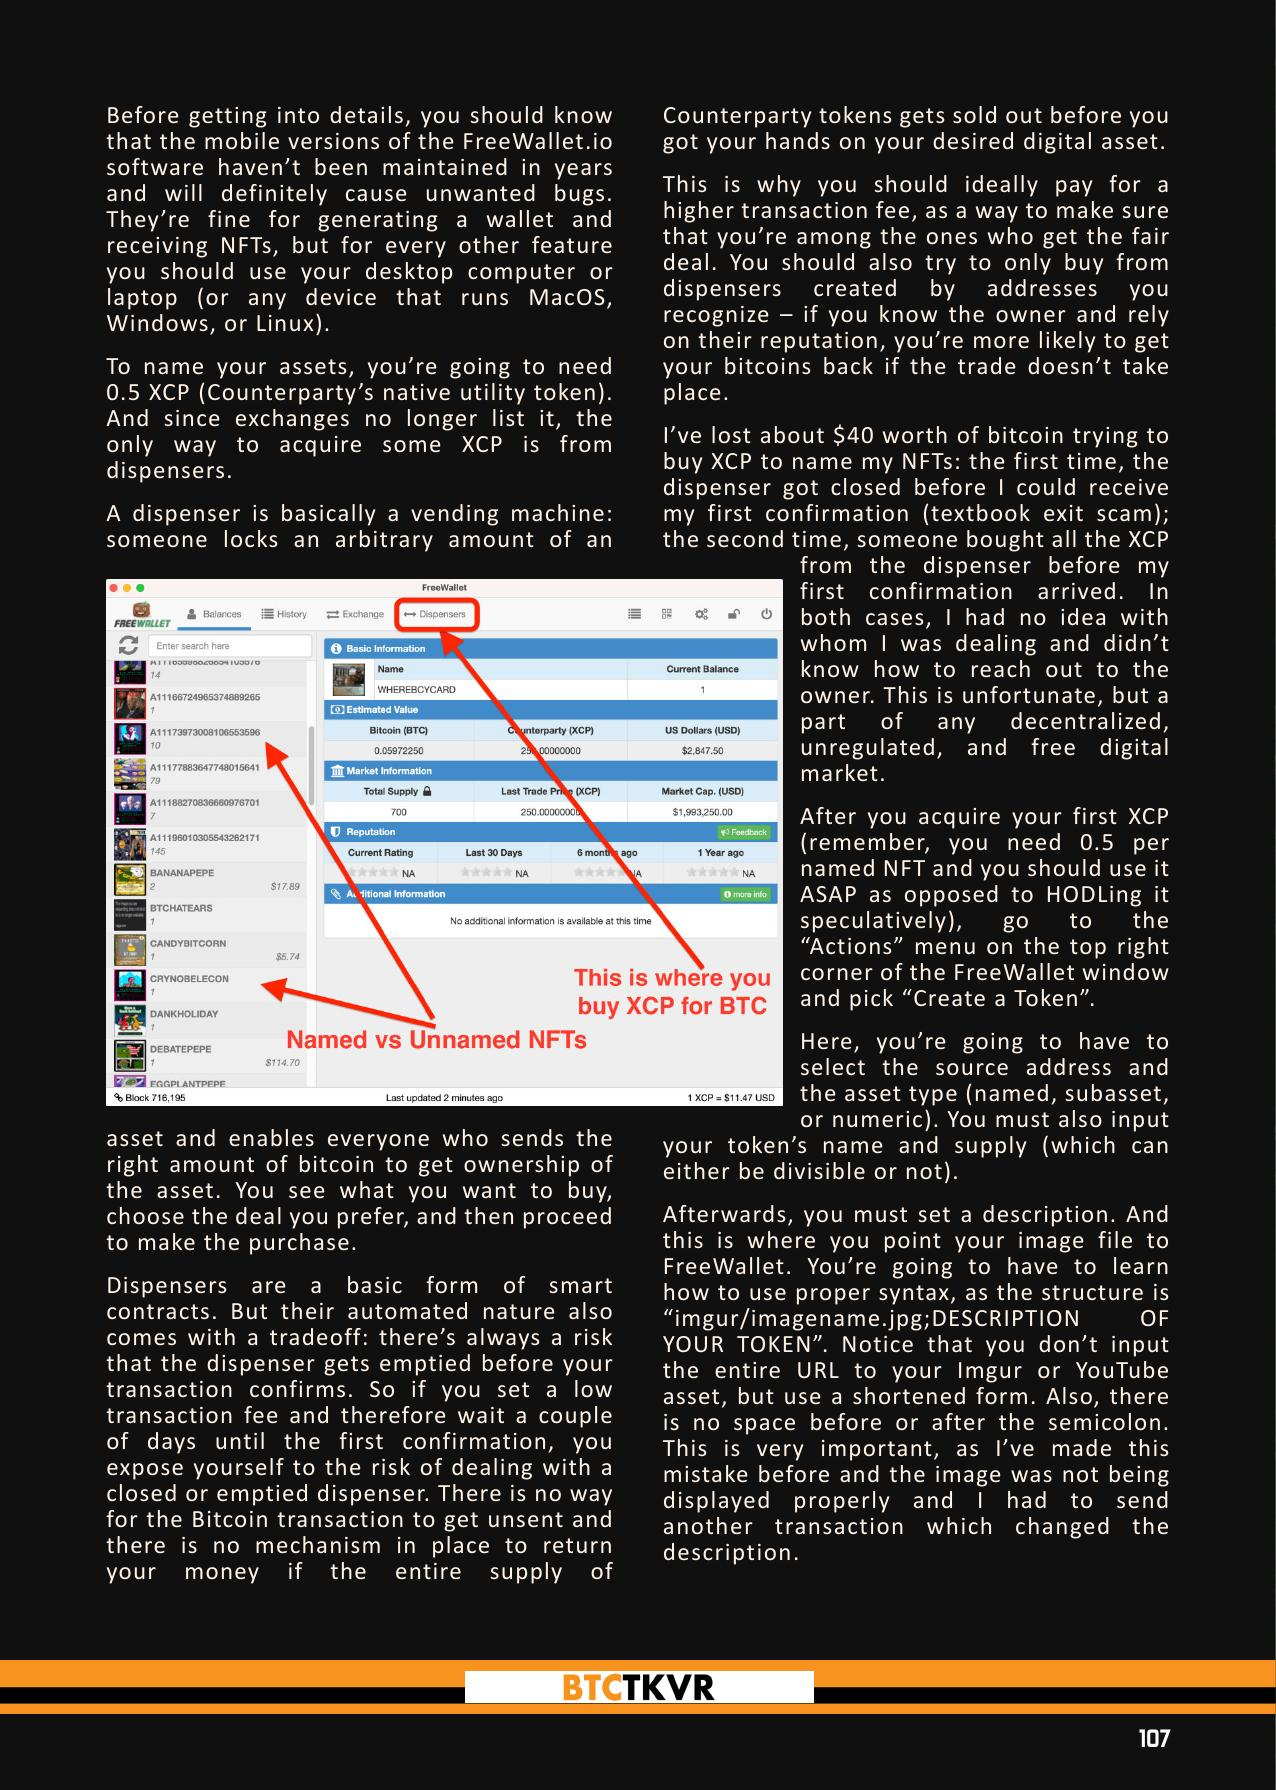 Before getting into details, you should know
that the mobile versions of the FreeWallet.io
software haven’t been maintained in years
and will definitely cause unwanted bugs.
They’re fine for generating a wallet and
receiving NFTs, but for every other feature
you should use your desktop computer or
laptop (or any device that runs MacOS,
Windows, or Linux).
To name your assets, you’re going to need
0.5 XCP (Counterparty’s native utility token).
And since exchanges no longer list it, the
only way to acquire some XCP is from
dispensers.
A dispenser is basically a vending machine:
someone locks an arbitrary amount of an
FreeWallet
FREEWALLET
Balances
History
Exchange
Dispensers
Enter search here
14
A11166724965374889265
1
A11173973008106553596
10
A11177883647748015641
79
A11188270836660976701
7
A11196010305543262171
145
BANANAPEPE
2 $17.89
BTCHATEARS
1
CANDYBITCORN
1 $5.74
CRYNOBELECON
1
DANKHOLIDAY
1
DEBATEPEPE
1 $114.70
EGGPLANTPEPE
Basic Information
Name Current Balance
WHEREBCYCARD 1
Estimated Value
Bitcoin (BTC) Counterparty (XCP) US Dollars (USD)
0.05972250 250.00000000 $2,847.50
Market Information
Total Supply Last Trade Price (XCP) Market Cap. (USD)
700 250.00000000 $1,993,250.00
Reputation Feedback
Current Rating Last 30 Days 6 months ago 1 Year ago
NA NA NA NA
Additional Information more info
No additional information is available at this time
This is where you
buy XCP for BTC
Named vs Unnamed NFTs
Block 716,195 Last updated 2 minutes ago 1 XCP = $11.47 USD
asset and enables everyone who sends the
right amount of bitcoin to get ownership of
the asset. You see what you want to buy,
choose the deal you prefer, and then proceed
to make the purchase.
Dispensers are a basic form of smart
contracts. But their automated nature also
comes with a tradeoff: there’s always a risk
that the dispenser gets emptied before your
transaction confirms. So if you set a low
transaction fee and therefore wait a couple
of days until the first confirmation, you
expose yourself to the risk of dealing with a
closed or emptied dispenser. There is no way
for the Bitcoin transaction to get unsent and
there is no mechanism in place to return
your money if the entire supply of
Counterparty tokens gets sold out before you
got your hands on your desired digital asset.
This is why you should ideally pay for a
higher transaction fee, as a way to make sure
that you’re among the ones who get the fair
deal. You should also try to only buy from
dispensers created by addresses you
recognize – if you know the owner and rely
on their reputation, you’re more likely to get
your bitcoins back if the trade doesn’t take
place.
I’ve lost about $40 worth of bitcoin trying to
buy XCP to name my NFTs: the first time, the
dispenser got closed before I could receive
my first confirmation (textbook exit scam);
the second time, someone bought all the XCP
from the dispenser before my
first confirmation arrived. In
both cases, I had no idea with
whom I was dealing and didn’t
know how to reach out to the
owner. This is unfortunate, but a
part of any decentralized,
unregulated, and free digital
market.
After you acquire your first XCP
(remember, you need 0.5 per
named NFT and you should use it
ASAP as opposed to HODLing it
speculatively), go to the
“Actions” menu on the top right
corner of the FreeWallet window
and pick “Create a Token”.
Here, you’re going to have to
select the source address and
the asset type (named, subasset,
or numeric). You must also input
your token’s name and supply (which can
either be divisible or not).
Afterwards, you must set a description. And
this is where you point your image file to
FreeWallet. You’re going to have to learn
how to use proper syntax, as the structure is
“imgur/imagename.jpg;DESCRIPTION OF
YOUR TOKEN”. Notice that you don’t input
the entire URL to your Imgur or YouTube
asset, but use a shortened form. Also, there
is no space before or after the semicolon.
This is very important, as I’ve made this
mistake before and the image was not being
displayed properly and I had to send
another transaction which changed the
description.
BTCTKVR
107